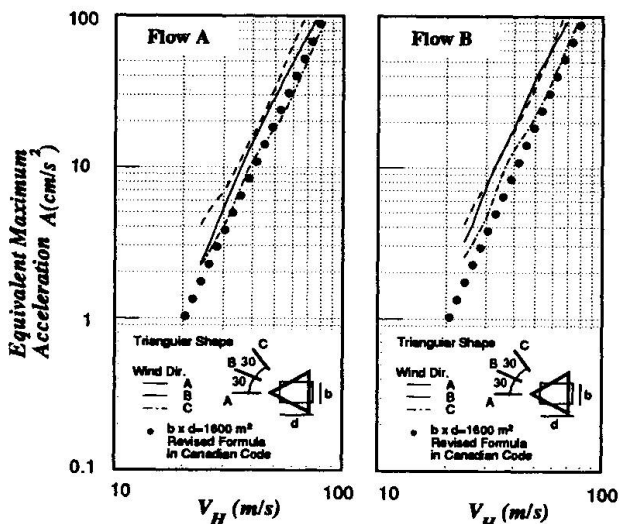 Equivalent Maximum
Acceleration A(cm/s²
100
10
1
0.1
Flow A
Triangular Shape
Wind Dir.
A
B
C
C
B 30
30
A
b
d
b x d=1600 m²
Revised Formula
in Canadian Code
10
100
V_H (m/s)
Flow B
Triangular Shape
Wind Dir.
A
B
C
C
B 30
30
A
b
d
b x d=1600 m²
Revised Formula
in Canadian Code
10
100
V_H (m/s)